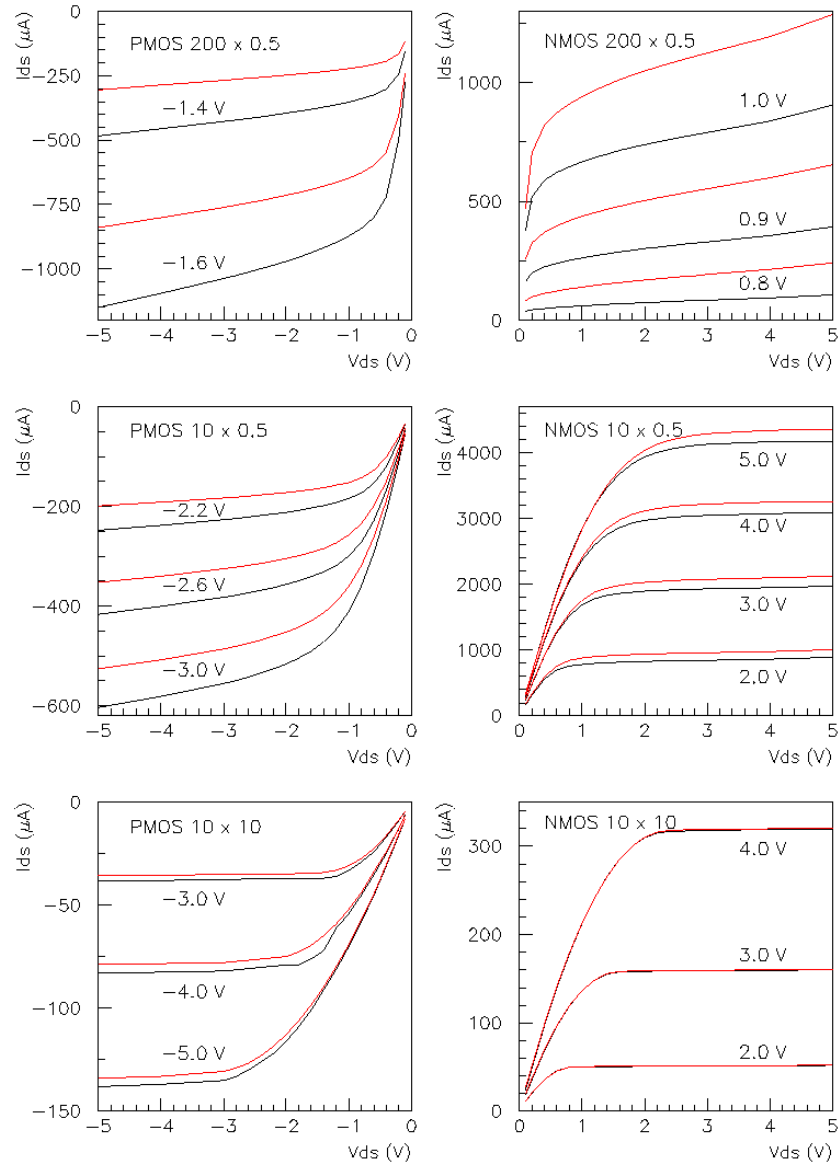 Ids (μA)
0
−250
−500
−750
−1000
PMOS 200 x 0.5
−1.4 V
−1.6 V
−5 −4 −3 −2 −1 0
Vds (V)
Ids (μA)
1000
500
0
NMOS 200 x 0.5
1.0 V
0.9 V
0.8 V
0 1 2 3 4 5
Vds (V)
Ids (μA)
0
−200
−400
−600
PMOS 10 x 0.5
−2.2 V
−2.6 V
−3.0 V
−5 −4 −3 −2 −1 0
Vds (V)
Ids (μA)
4000
3000
2000
1000
0
NMOS 10 x 0.5
5.0 V
4.0 V
3.0 V
2.0 V
0 1 2 3 4 5
Vds (V)
Ids (μA)
0
−50
−100
−150
PMOS 10 x 10
−3.0 V
−4.0 V
−5.0 V
−5 −4 −3 −2 −1 0
Vds (V)
Ids (μA)
300
200
100
0
NMOS 10 x 10
4.0 V
3.0 V
2.0 V
0 1 2 3 4 5
Vds (V)